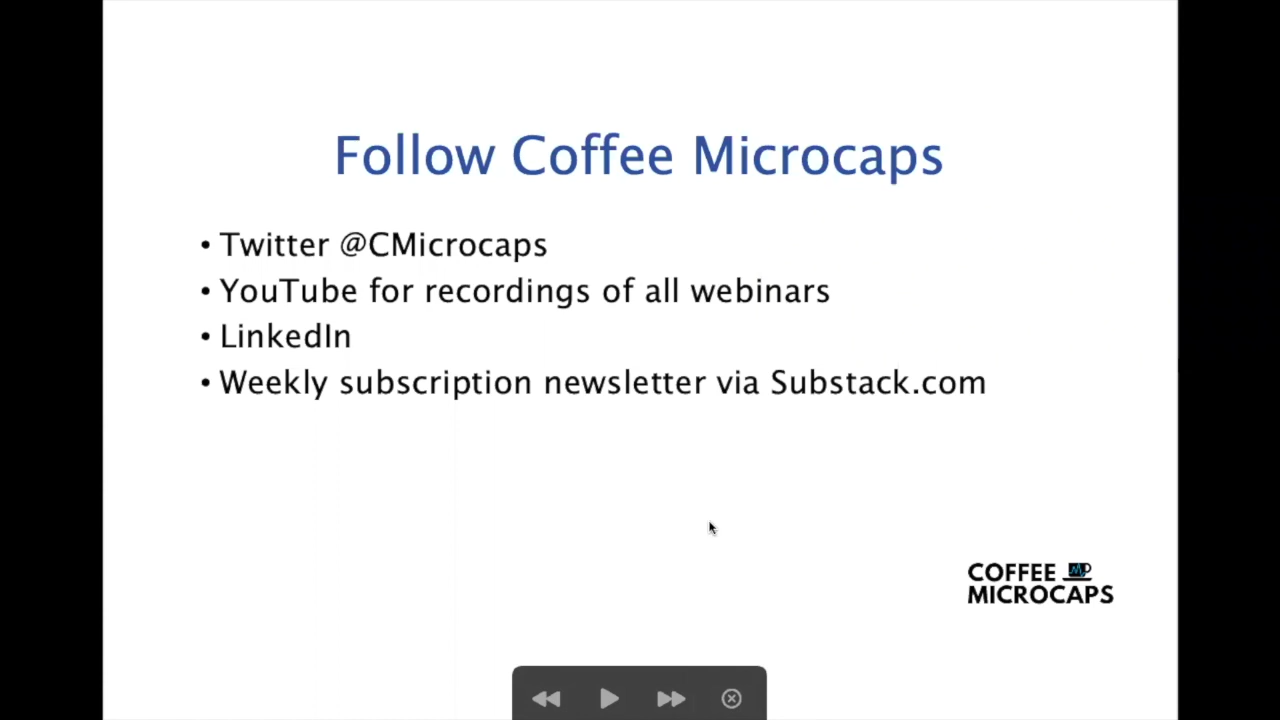 Follow Coffee Microcaps
• Twitter @CMicrocaps
• YouTube for recordings of all webinars
• LinkedIn
• Weekly subscription newsletter via Substack.com
COFFEE
MICROCAPS